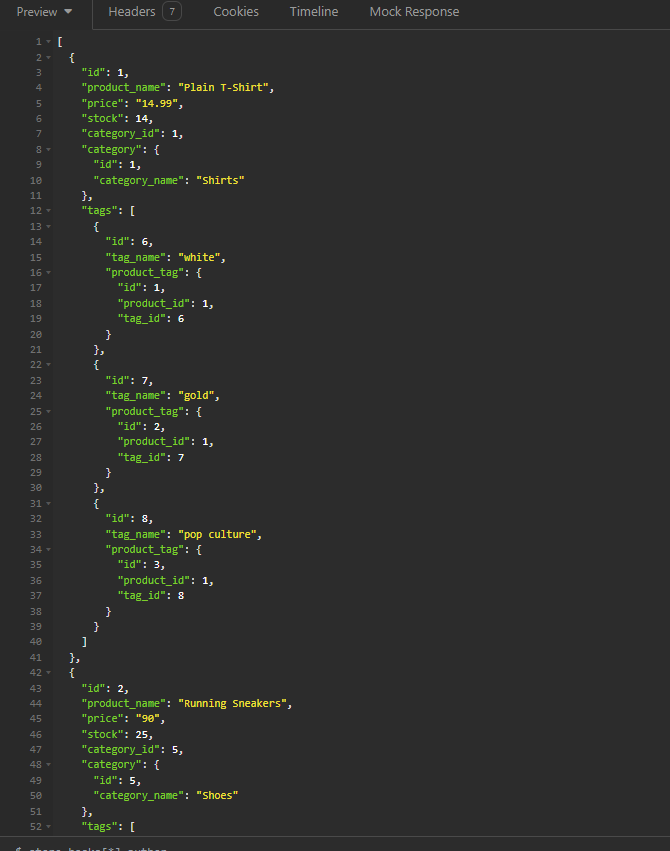 Preview Headers 7 Cookies Timeline Mock Response
1 [
2 {
3 "id": 1,
4 "product_name": "Plain T-Shirt",
5 "price": "14.99",
6 "stock": 14,
7 "category_id": 1,
8 "category": {
9 "id": 1,
10 "category_name": "Shirts"
11 },
12 "tags": [
13 {
14 "id": 6,
15 "tag_name": "white",
16 "product_tag": {
17 "id": 1,
18 "product_id": 1,
19 "tag_id": 6
20 }
21 },
22 {
23 "id": 7,
24 "tag_name": "gold",
25 "product_tag": {
26 "id": 2,
27 "product_id": 1,
28 "tag_id": 7
29 }
30 },
31 {
32 "id": 8,
33 "tag_name": "pop culture",
34 "product_tag": {
35 "id": 3,
36 "product_id": 1,
37 "tag_id": 8
38 }
39 }
40 ]
41 },
42 {
43 "id": 2,
44 "product_name": "Running Sneakers",
45 "price": "90",
46 "stock": 25,
47 "category_id": 5,
48 "category": {
49 "id": 5,
50 "category_name": "Shoes"
51 },
52 "tags": [